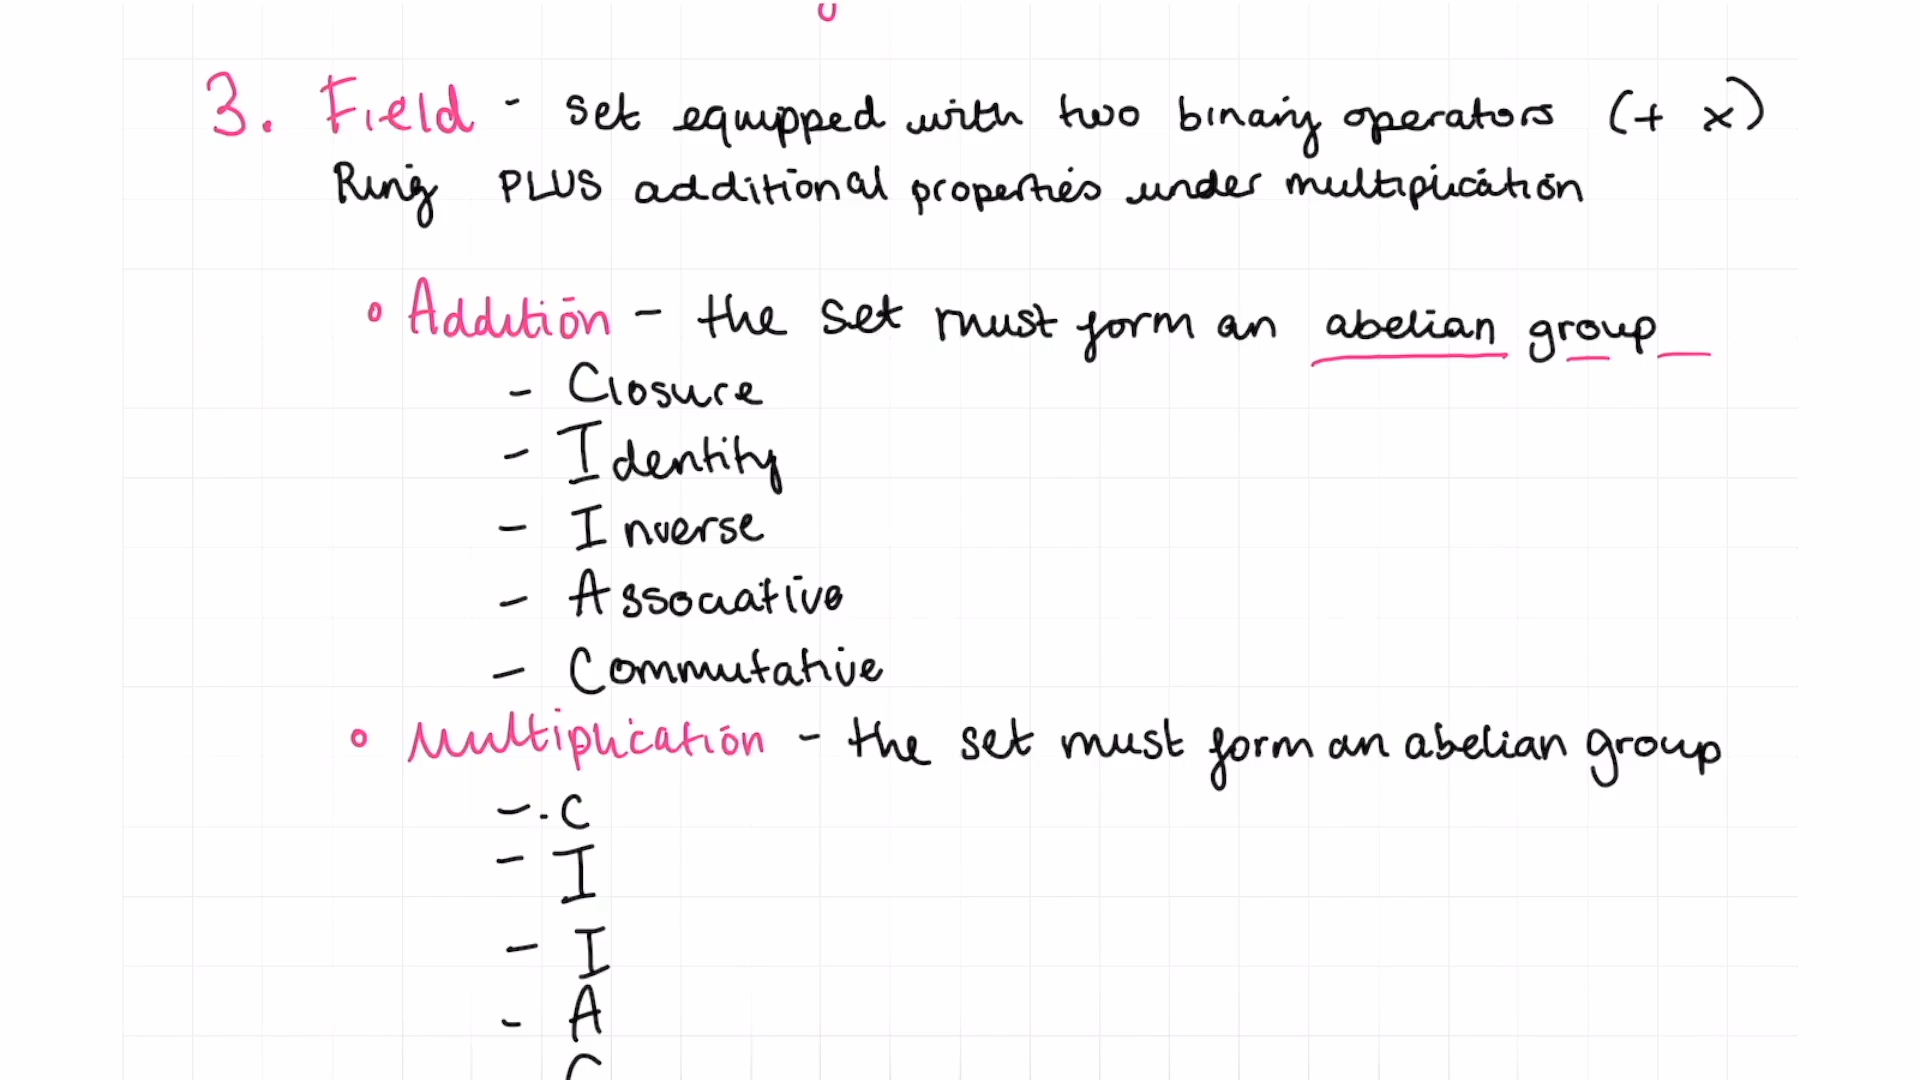 3. Field - set equipped with two binary operators (+ ×)
Ring PLUS additional properties under multiplication
• Addition - the set must form an abelian group
- Closure
- Identity
- Inverse
- Associative
- Commutative
• Multiplication - the set must form an abelian group
- . C
- I
- I
- A